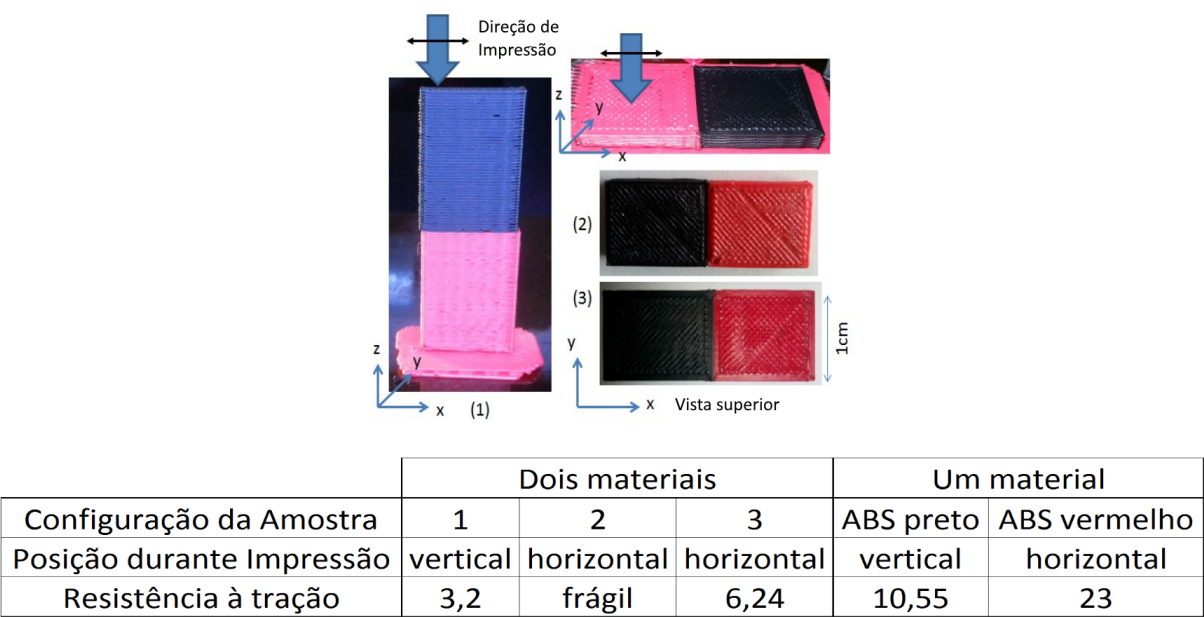 Direção de
Impressão
z
y
x
(2)
(3)
1cm
z
y
x
(1)
y
x
Vista superior
Dois materiais
Um material
Configuração da Amostra 1 2 3 ABS preto ABS vermelho
Posição durante Impressão vertical horizontal horizontal vertical horizontal
Resistência à tração 3,2 frágil 6,24 10,55 23